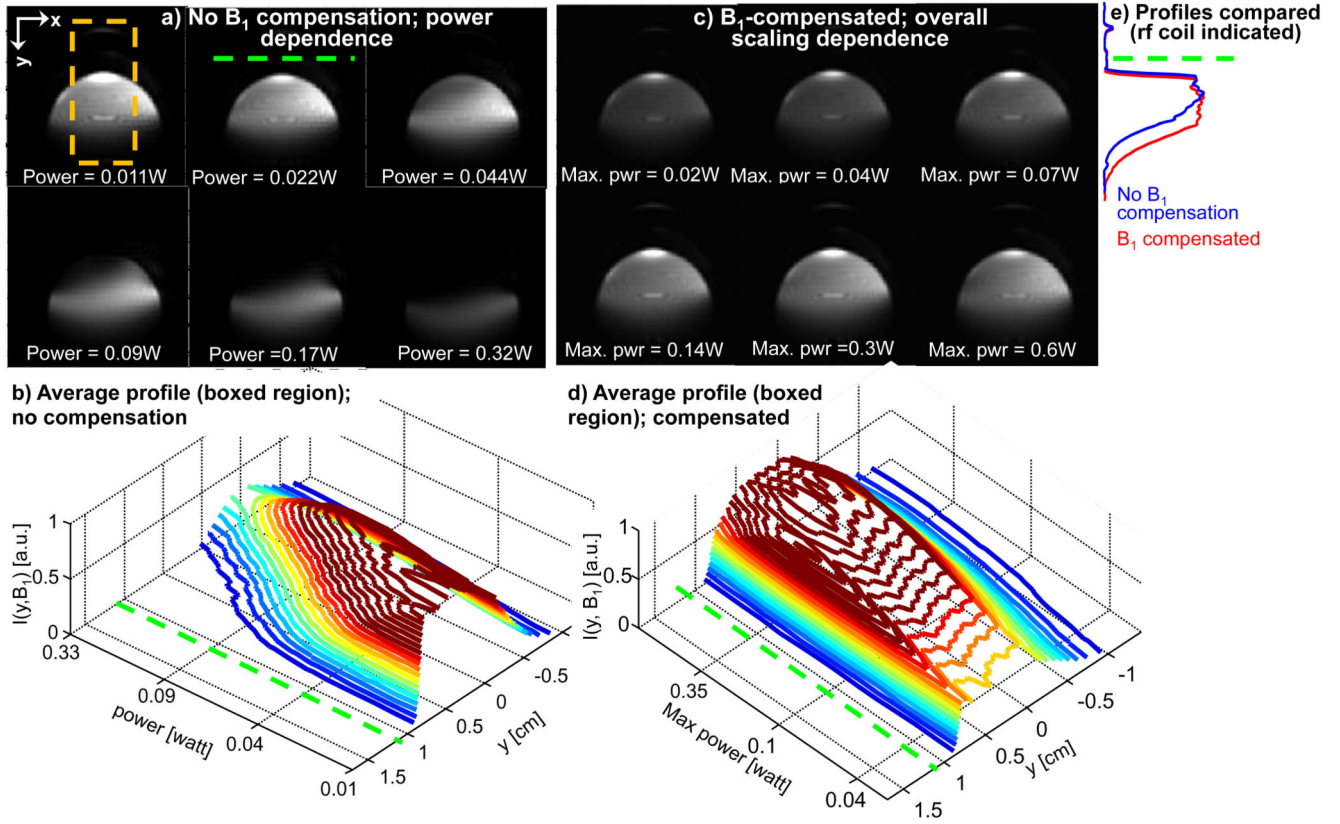 x
y
a) No B1 compensation; power
dependence
Power = 0.011W
Power = 0.022W
Power = 0.044W
Power = 0.09W
Power =0.17W
Power = 0.32W
c) B1-compensated; overall
scaling dependence
Max. pwr = 0.02W
Max. pwr = 0.04W
Max. pwr = 0.07W
Max. pwr = 0.14W
Max. pwr =0.3W
Max. pwr = 0.6W
e) Profiles compared
(rf coil indicated)
No B1
compensation
B1 compensated
b) Average profile (boxed region);
no compensation
I(y,B1) [a.u.]
1
0.5
0
0.33
0.09
0.04
0.01
power [watt]
1.5
1
0.5
0
-0.5
y [cm]
d) Average profile (boxed
region); compensated
I(y, B1) [a.u.]
1
0.5
0
0.35
0.1
0.04
Max power [watt]
1.5
1
0.5
0
-0.5
-1
y [cm]